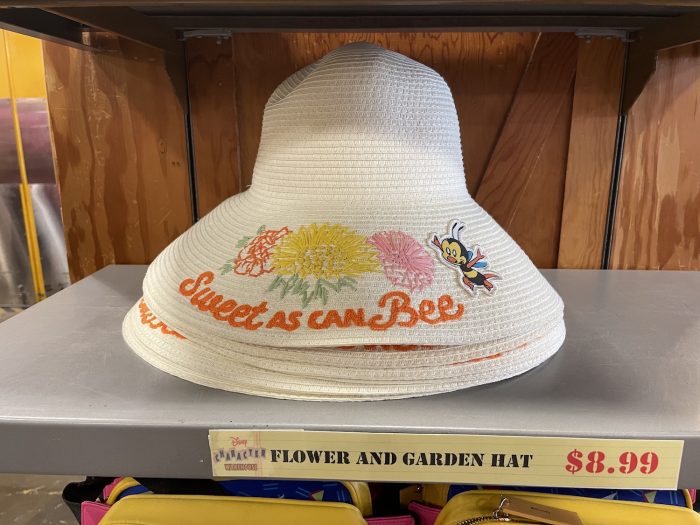 Sweet AS CAN Bee
Disney
CHARACTER
WAREHOUSE
FLOWER AND GARDEN HAT $8.99